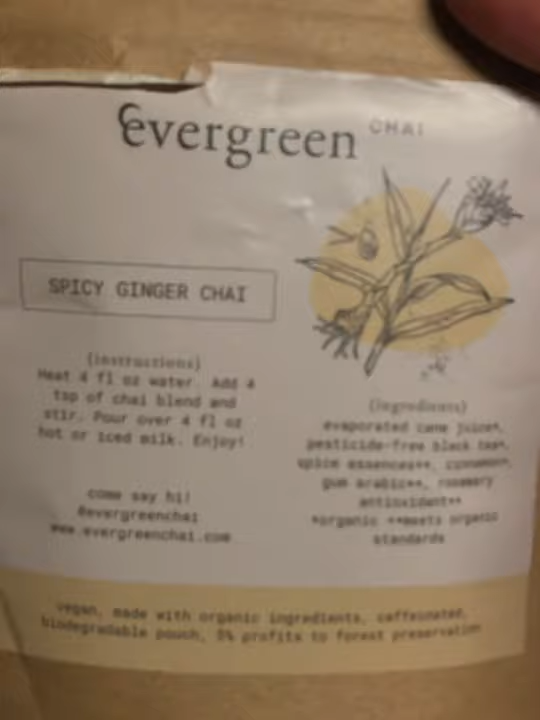 evergreen CHAI
SPICY GINGER CHAI
(instructions)
Heat 4 fl oz water. Add 4
tsp of chai blend and
stir. Pour over 4 fl oz
hot or iced milk. Enjoy!
come say hi!
@evergreenchai
www.evergreenchai.com
(ingredients)
evaporated cane juice*,
pesticide-free black tea*,
spice essences**, cinnamon*,
gum arabic**, rosemary
antioxidant**
*organic **meets organic
standards
vegan, made with organic ingredients, caffeinated,
biodegradable pouch, 5% profits to forest preservation